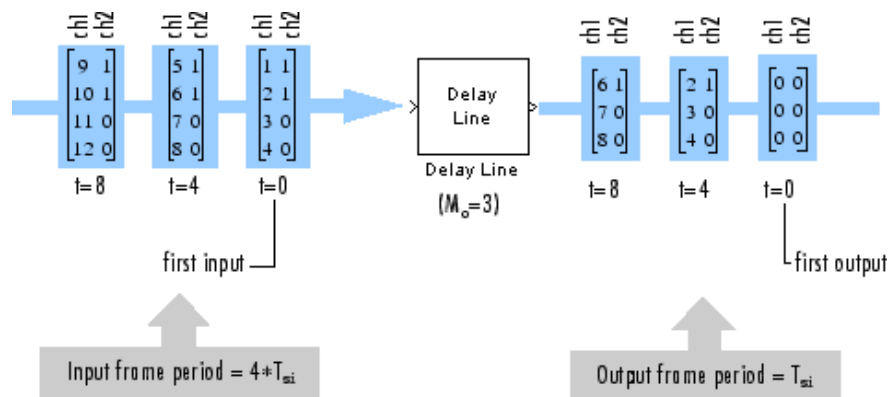 ch1 ch2 ch1 ch2 ch1 ch2 ch1 ch2 ch1 ch2 ch1 ch2
9 1 5 1 1 1 6 1 2 1 0 0
10 1 6 1 2 1 7 0 3 0 0 0
11 0 7 0 3 0 8 0 4 0 0 0
12 0 8 0 4 0
Delay
Line
Delay Line
(Mo=3)
t=8 t=4 t=0 t=8 t=4 t=0
first input first output
Input frame period = 4*Tsi
Output frame period = Tsi